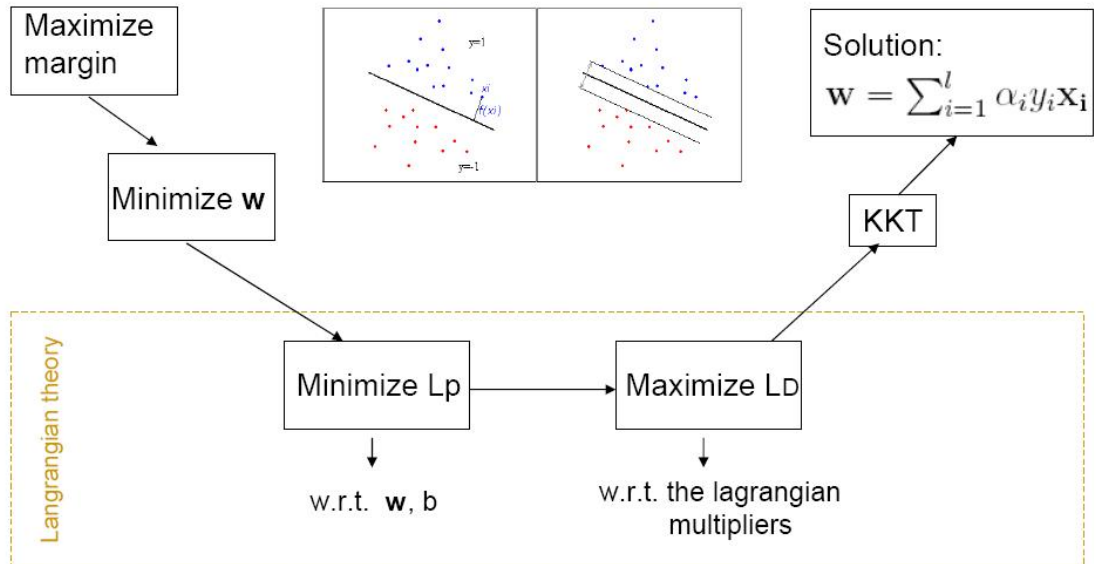 Maximize
margin
Minimize w
y=1
xi
f(xi)
y=-1
Solution:
w = ∑_{i=1}^{l} α_i y_i x_i
KKT
Langrangian theory
Minimize Lp
Maximize LD
w.r.t. w, b
w.r.t. the lagrangian
multipliers